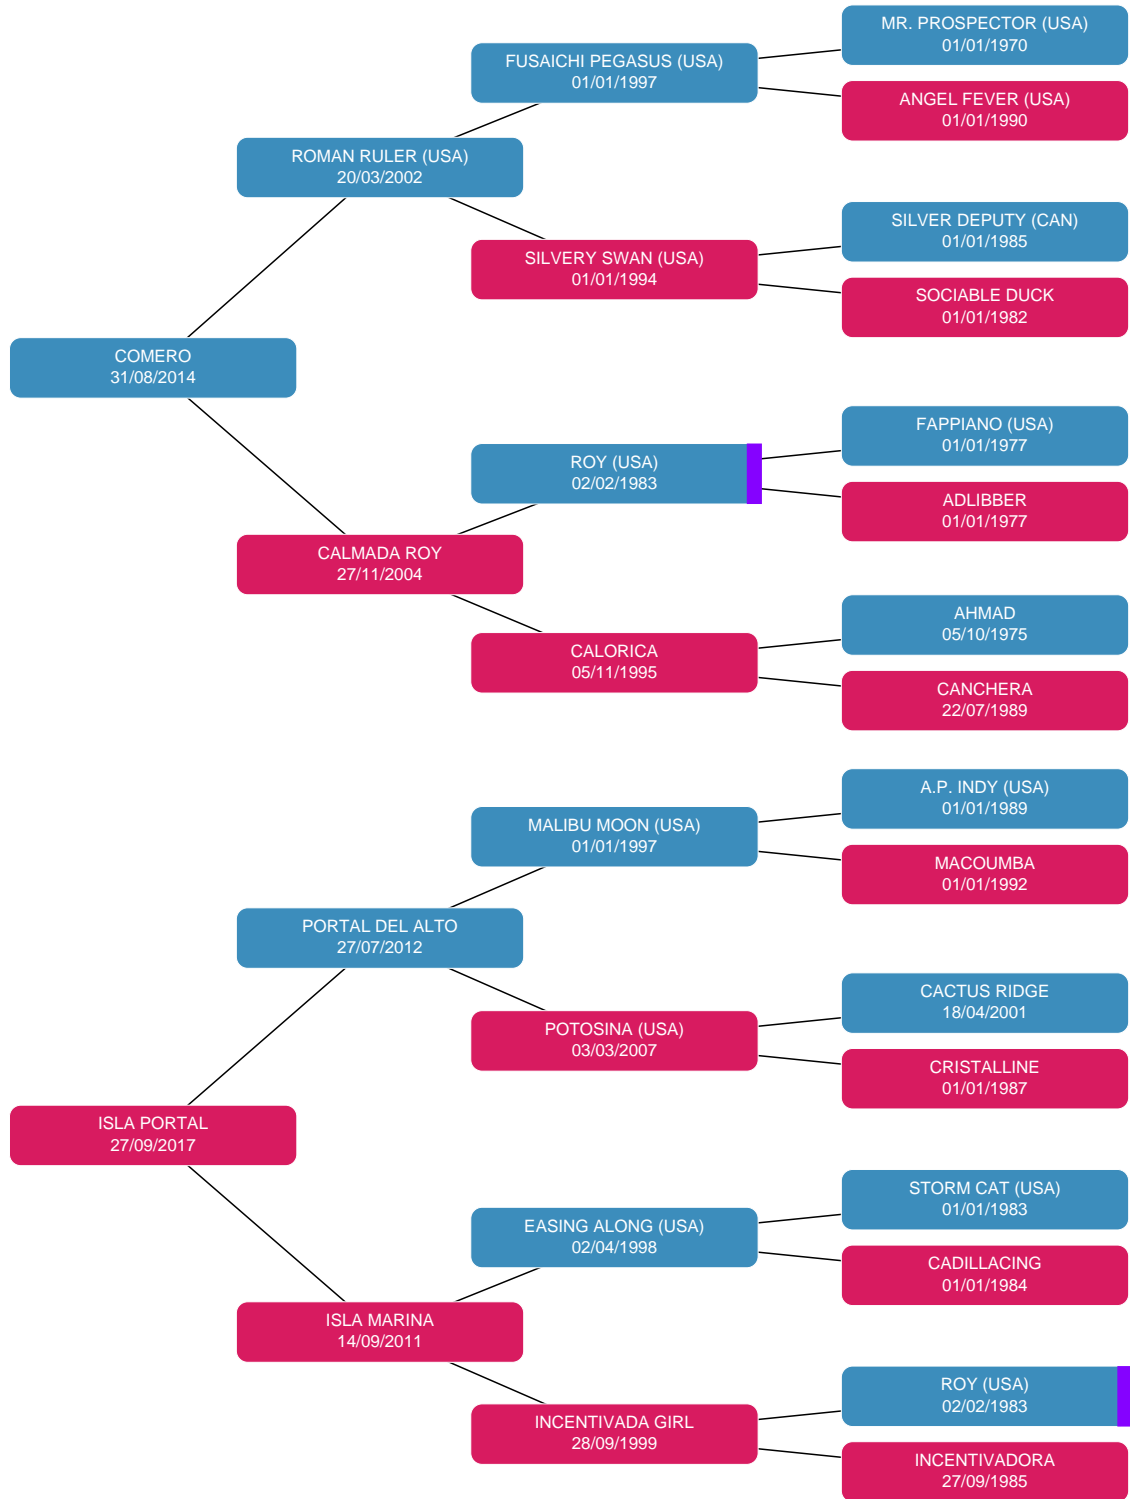 MR. PROSPECTOR (USA)
01/01/1970
FUSAICHI PEGASUS (USA)
01/01/1997
ANGEL FEVER (USA)
01/01/1990
ROMAN RULER (USA)
20/03/2002
SILVER DEPUTY (CAN)
01/01/1985
SILVERY SWAN (USA)
01/01/1994
SOCIABLE DUCK
01/01/1982
COMERO
31/08/2014
FAPPIANO (USA)
01/01/1977
ROY (USA)
02/02/1983
ADLIBBER
01/01/1977
CALMADA ROY
27/11/2004
AHMAD
05/10/1975
CALORICA
05/11/1995
CANCHERA
22/07/1989
A.P. INDY (USA)
01/01/1989
MALIBU MOON (USA)
01/01/1997
MACOUMBA
01/01/1992
PORTAL DEL ALTO
27/07/2012
CACTUS RIDGE
18/04/2001
POTOSINA (USA)
03/03/2007
CRISTALLINE
01/01/1987
ISLA PORTAL
27/09/2017
STORM CAT (USA)
01/01/1983
EASING ALONG (USA)
02/04/1998
CADILLACING
01/01/1984
ISLA MARINA
14/09/2011
ROY (USA)
02/02/1983
INCENTIVADA GIRL
28/09/1999
INCENTIVADORA
27/09/1985